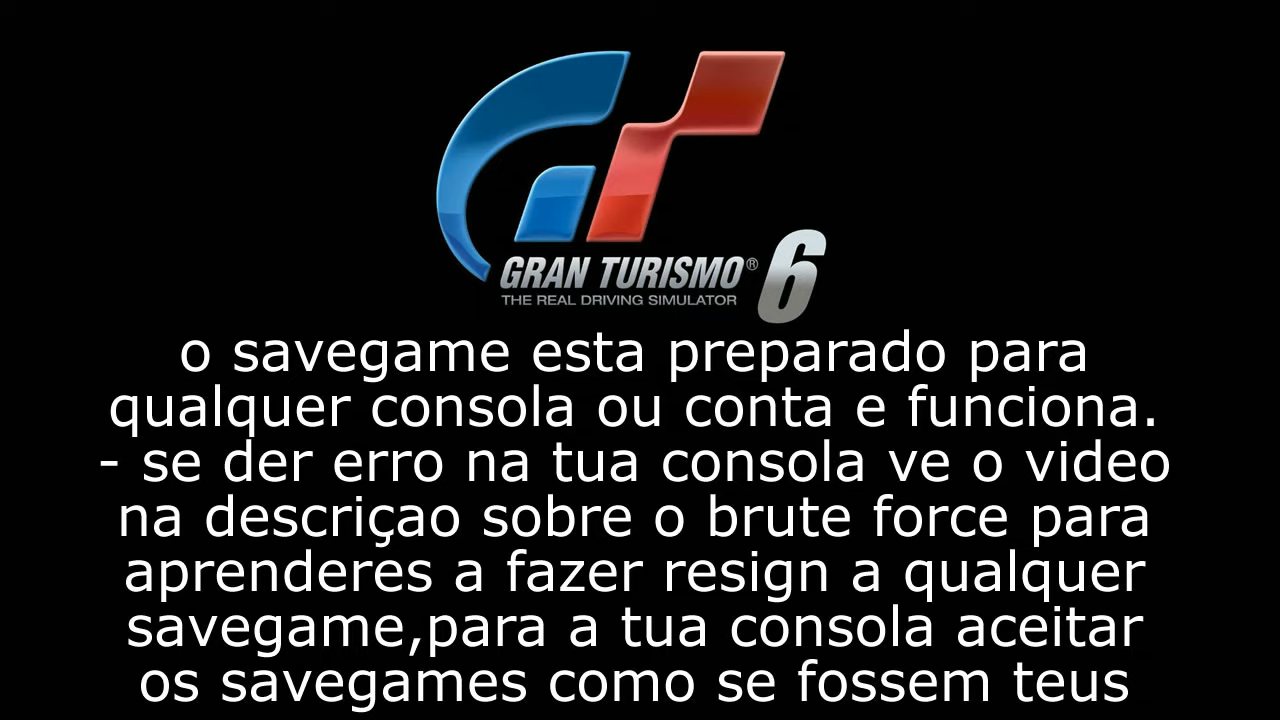 GRAN TURISMO® 6
THE REAL DRIVING SIMULATOR
o savegame esta preparado para
qualquer consola ou conta e funciona.
- se der erro na tua consola ve o video
na descriçao sobre o brute force para
aprenderes a fazer resign a qualquer
savegame,para a tua consola aceitar
os savegames como se fossem teus